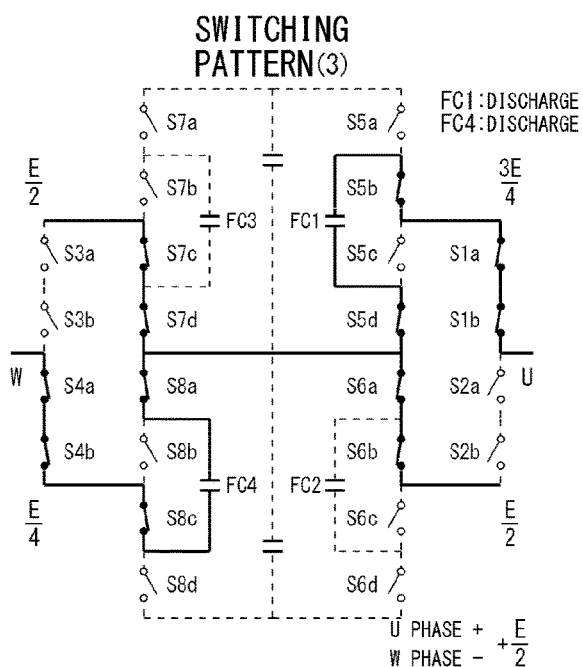 SWITCHING
PATTERN(3)
FC1:DISCHARGE
FC4:DISCHARGE
S7a
S5a
E/2
S7b
S5b
3E/4
FC3
FC1
S3a
S7c
S5c
S1a
S3b
S7d
S5d
S1b
W
S4a
S8a
S6a
S2a
U
S4b
S8b
S6b
S2b
FC4
FC2
E/4
S8c
S6c
E/2
S8d
S6d
U PHASE +
W PHASE -
+E/2